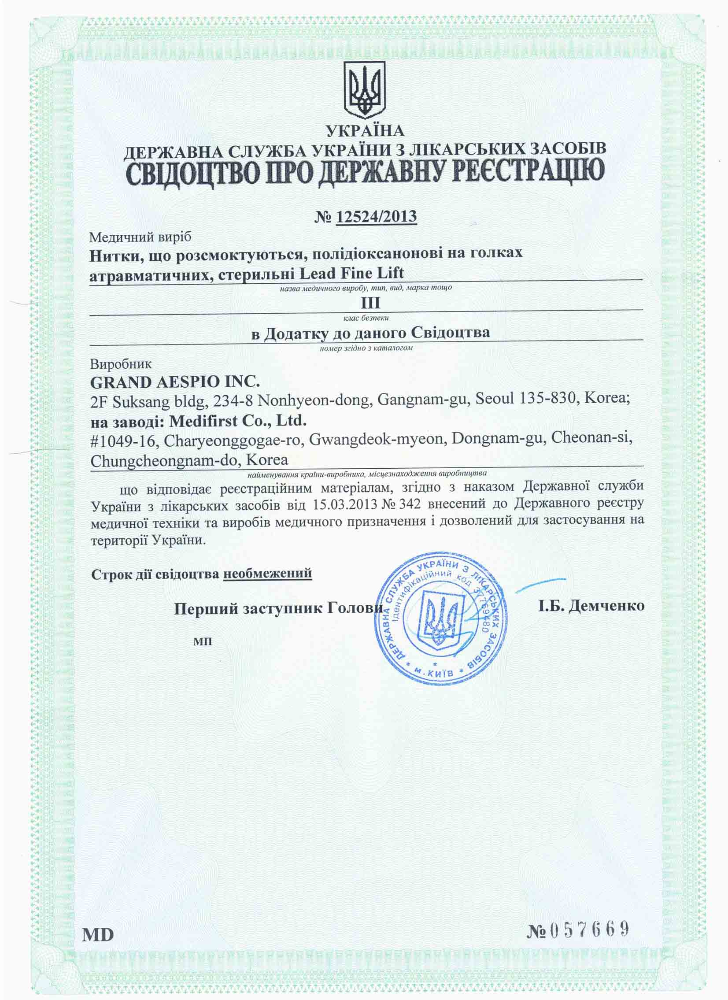 УКРАЇНА
ДЕРЖАВНА СЛУЖБА УКРАЇНИ З ЛІКАРСЬКИХ ЗАСОБІВ
СВІДОЦТВО ПРО ДЕРЖАВНУ РЕЄСТРАЦІЮ
№ 12524/2013
Медичний виріб
Нитки, що розсмоктуються, полідіоксанонові на голках
атравматичних, стерильні Lead Fine Lift
назва медичного виробу, тип, вид, марка тощо
III
клас безпеки
в Додатку до даного Свідоцтва
номер згідно з каталогом
Виробник
GRAND AESPIO INC.
2F Suksang bldg, 234-8 Nonhyeon-dong, Gangnam-gu, Seoul 135-830, Korea;
на заводі: Medifirst Co., Ltd.
#1049-16, Charyeonggogae-ro, Gwangdeok-myeon, Dongnam-gu, Cheonan-si,
Chungcheongnam-do, Korea
найменування країни-виробника, місцезнаходження виробництва
що відповідає реєстраційним матеріалам, згідно з наказом Державної служби
України з лікарських засобів від 15.03.2013 № 342 внесений до Державного реєстру
медичної техніки та виробів медичного призначення і дозволений для застосування на
території України.
Строк дії свідоцтва необмежений
Перший заступник Голови
І.Б. Демченко
МП
ДЕРЖАВНА СЛУЖБА УКРАЇНИ З ЛІКАРСЬКИХ ЗАСОБІВ * м.КИЇВ *
Ідентифікаційний код 37769480
MD
№ 057669